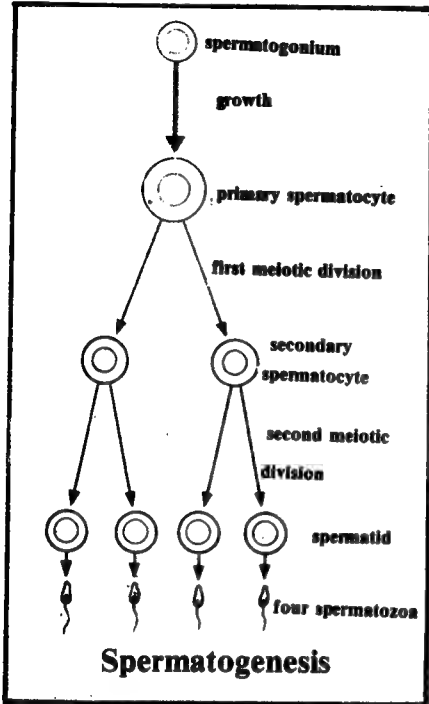 spermatogonium
growth
primary spermatocyte
first meiotic division
secondary
spermatocyte
second meiotic
division
spermatid
four spermatozoa
Spermatogenesis